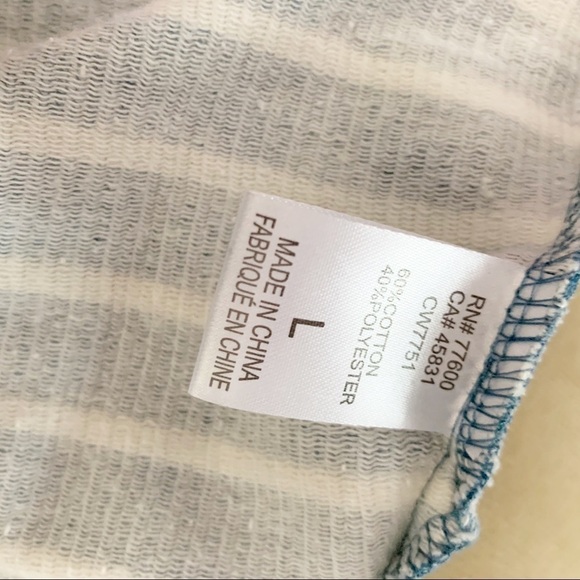 RN# 77600
CA# 45831
CW7751
60%COTTON
40%POLYESTER
L
MADE IN CHINA
FABRIQUÉ EN CHINE